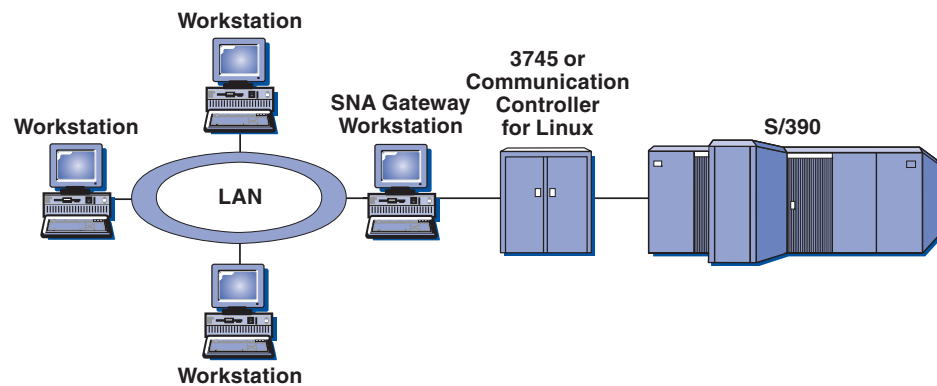 Workstation
3745 or
Communication
Controller
for Linux
SNA Gateway
Workstation
Workstation
S/390
LAN
Workstation